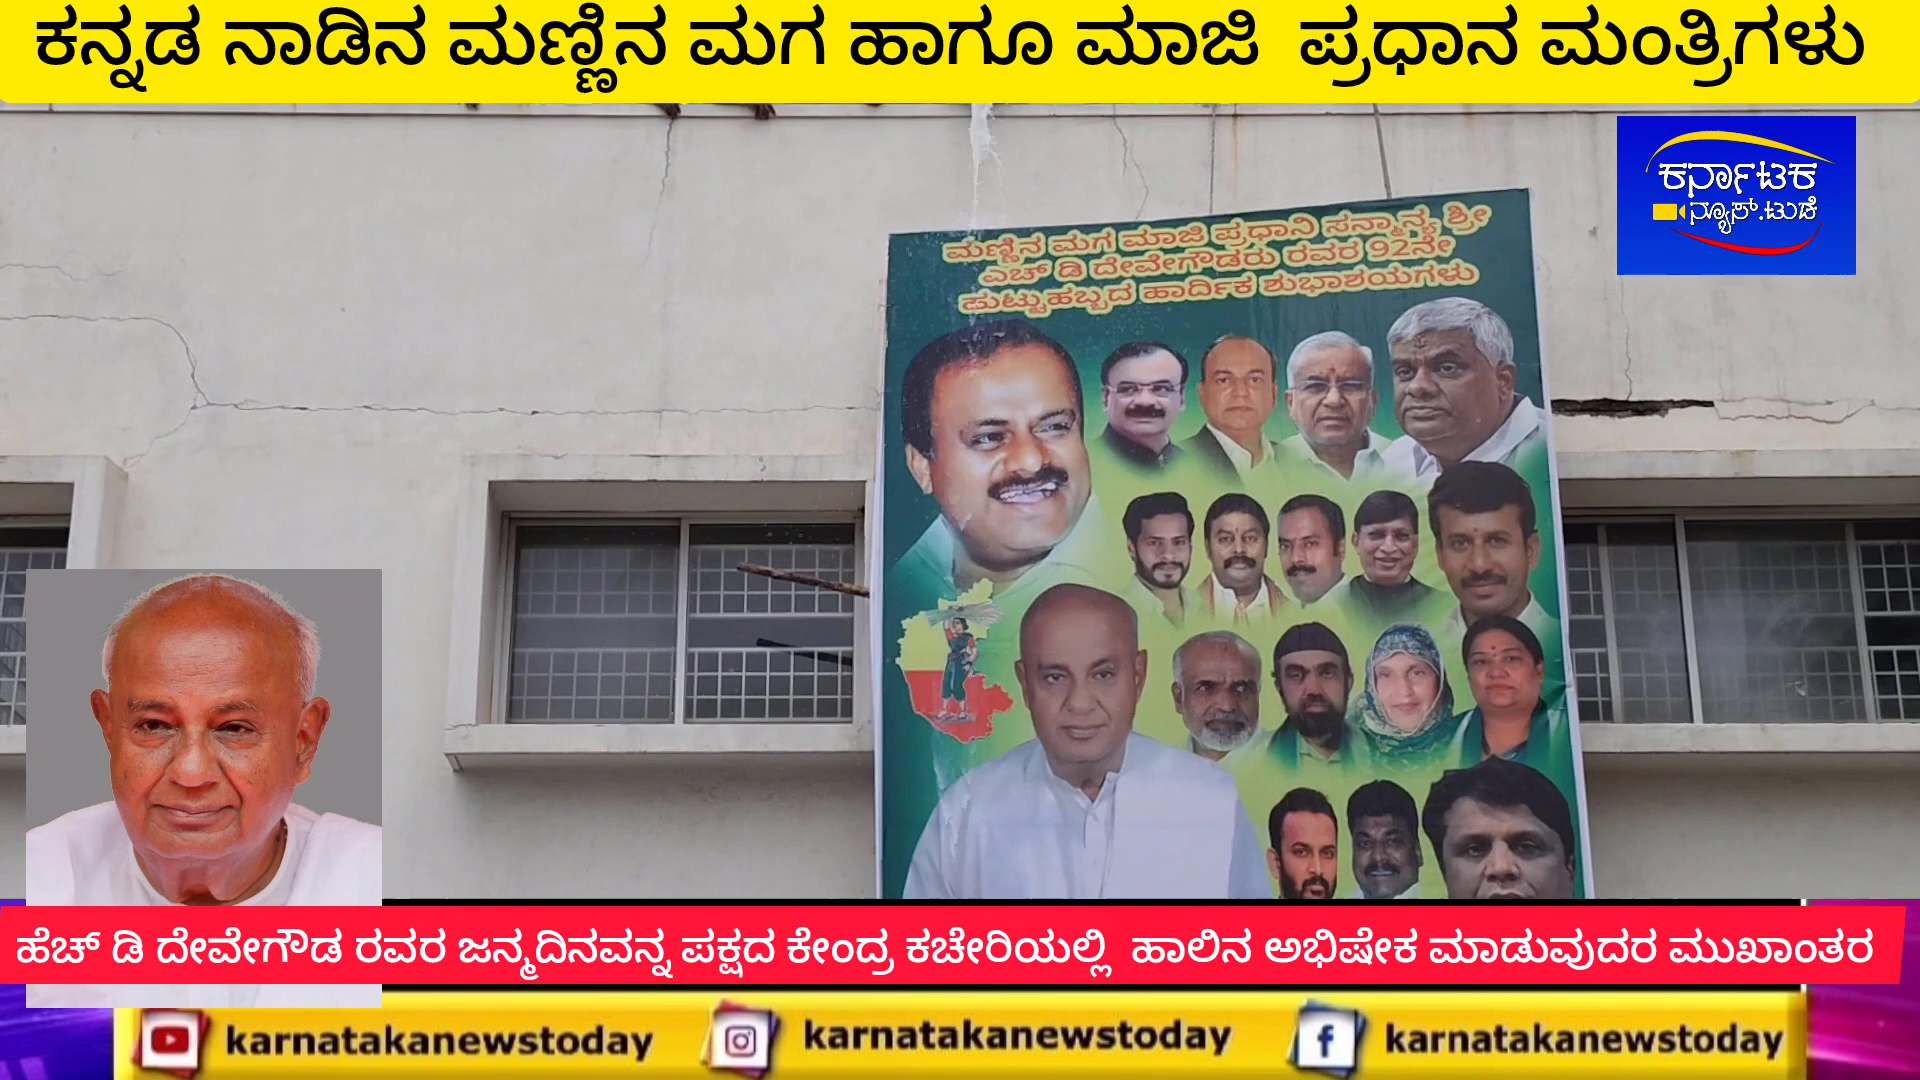 ಕನ್ನಡ ನಾಡಿನ ಮಣ್ಣಿನ ಮಗ ಹಾಗೂ ಮಾಜಿ ಪ್ರಧಾನ ಮಂತ್ರಿಗಳು
ಕರ್ನಾಟಕ
ನ್ಯೂಸ್.ಟುಡೆ
ಮಣ್ಣಿನ ಮಗ ಮಾಜಿ ಪ್ರಧಾನಿ ಸನ್ಮಾನ್ಯ ಶ್ರೀ
ಎಚ್ ಡಿ ದೇವೇಗೌಡರು ರವರ 92ನೇ
ಹುಟ್ಟುಹಬ್ಬದ ಹಾರ್ದಿಕ ಶುಭಾಶಯಗಳು
ಹೆಚ್ ಡಿ ದೇವೇಗೌಡ ರವರ ಜನ್ಮದಿನವನ್ನ ಪಕ್ಷದ ಕೇಂದ್ರ ಕಚೇರಿಯಲ್ಲಿ ಹಾಲಿನ ಅಭಿಷೇಕ ಮಾಡುವುದರ ಮುಖಾಂತರ
karnatakanewstoday karnatakanewstoday karnatakanewstoday